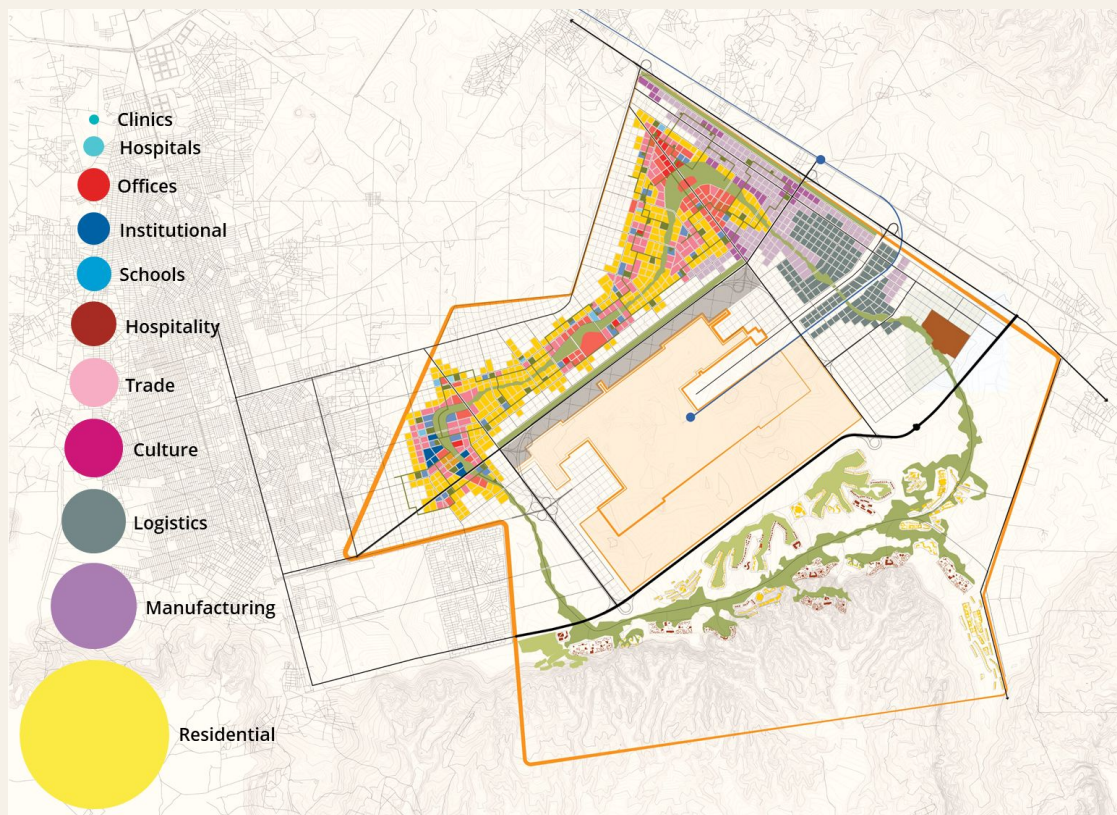 Clinics
Hospitals
Offices
Institutional
Schools
Hospitality
Trade
Culture
Logistics
Manufacturing
Residential